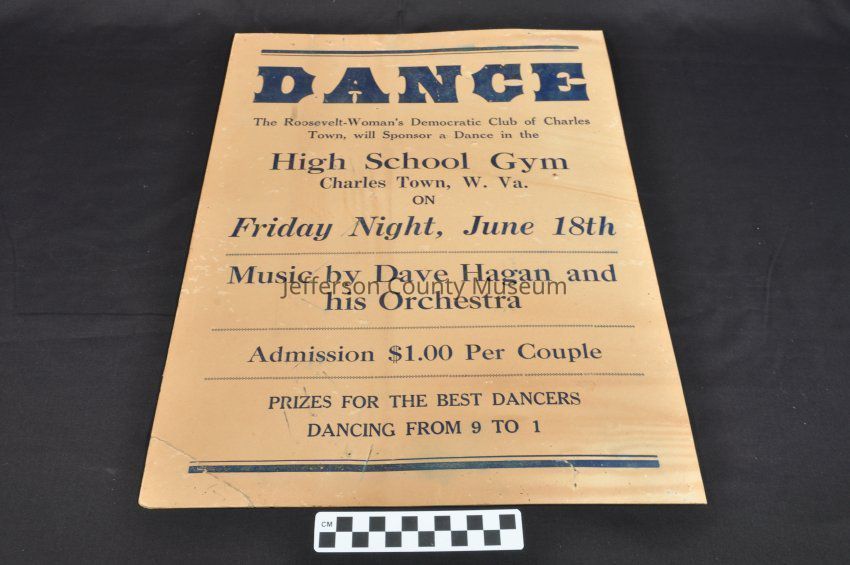 DANCE
The Roosevelt-Woman's Democratic Club of Charles
Town, will Sponsor a Dance in the
High School Gym
Charles Town, W. Va.
ON
Friday Night, June 18th
Music by Dave Hagan and
Jefferson County Museum
his Orchestra
Admission $1.00 Per Couple
PRIZES FOR THE BEST DANCERS
DANCING FROM 9 TO 1
CM